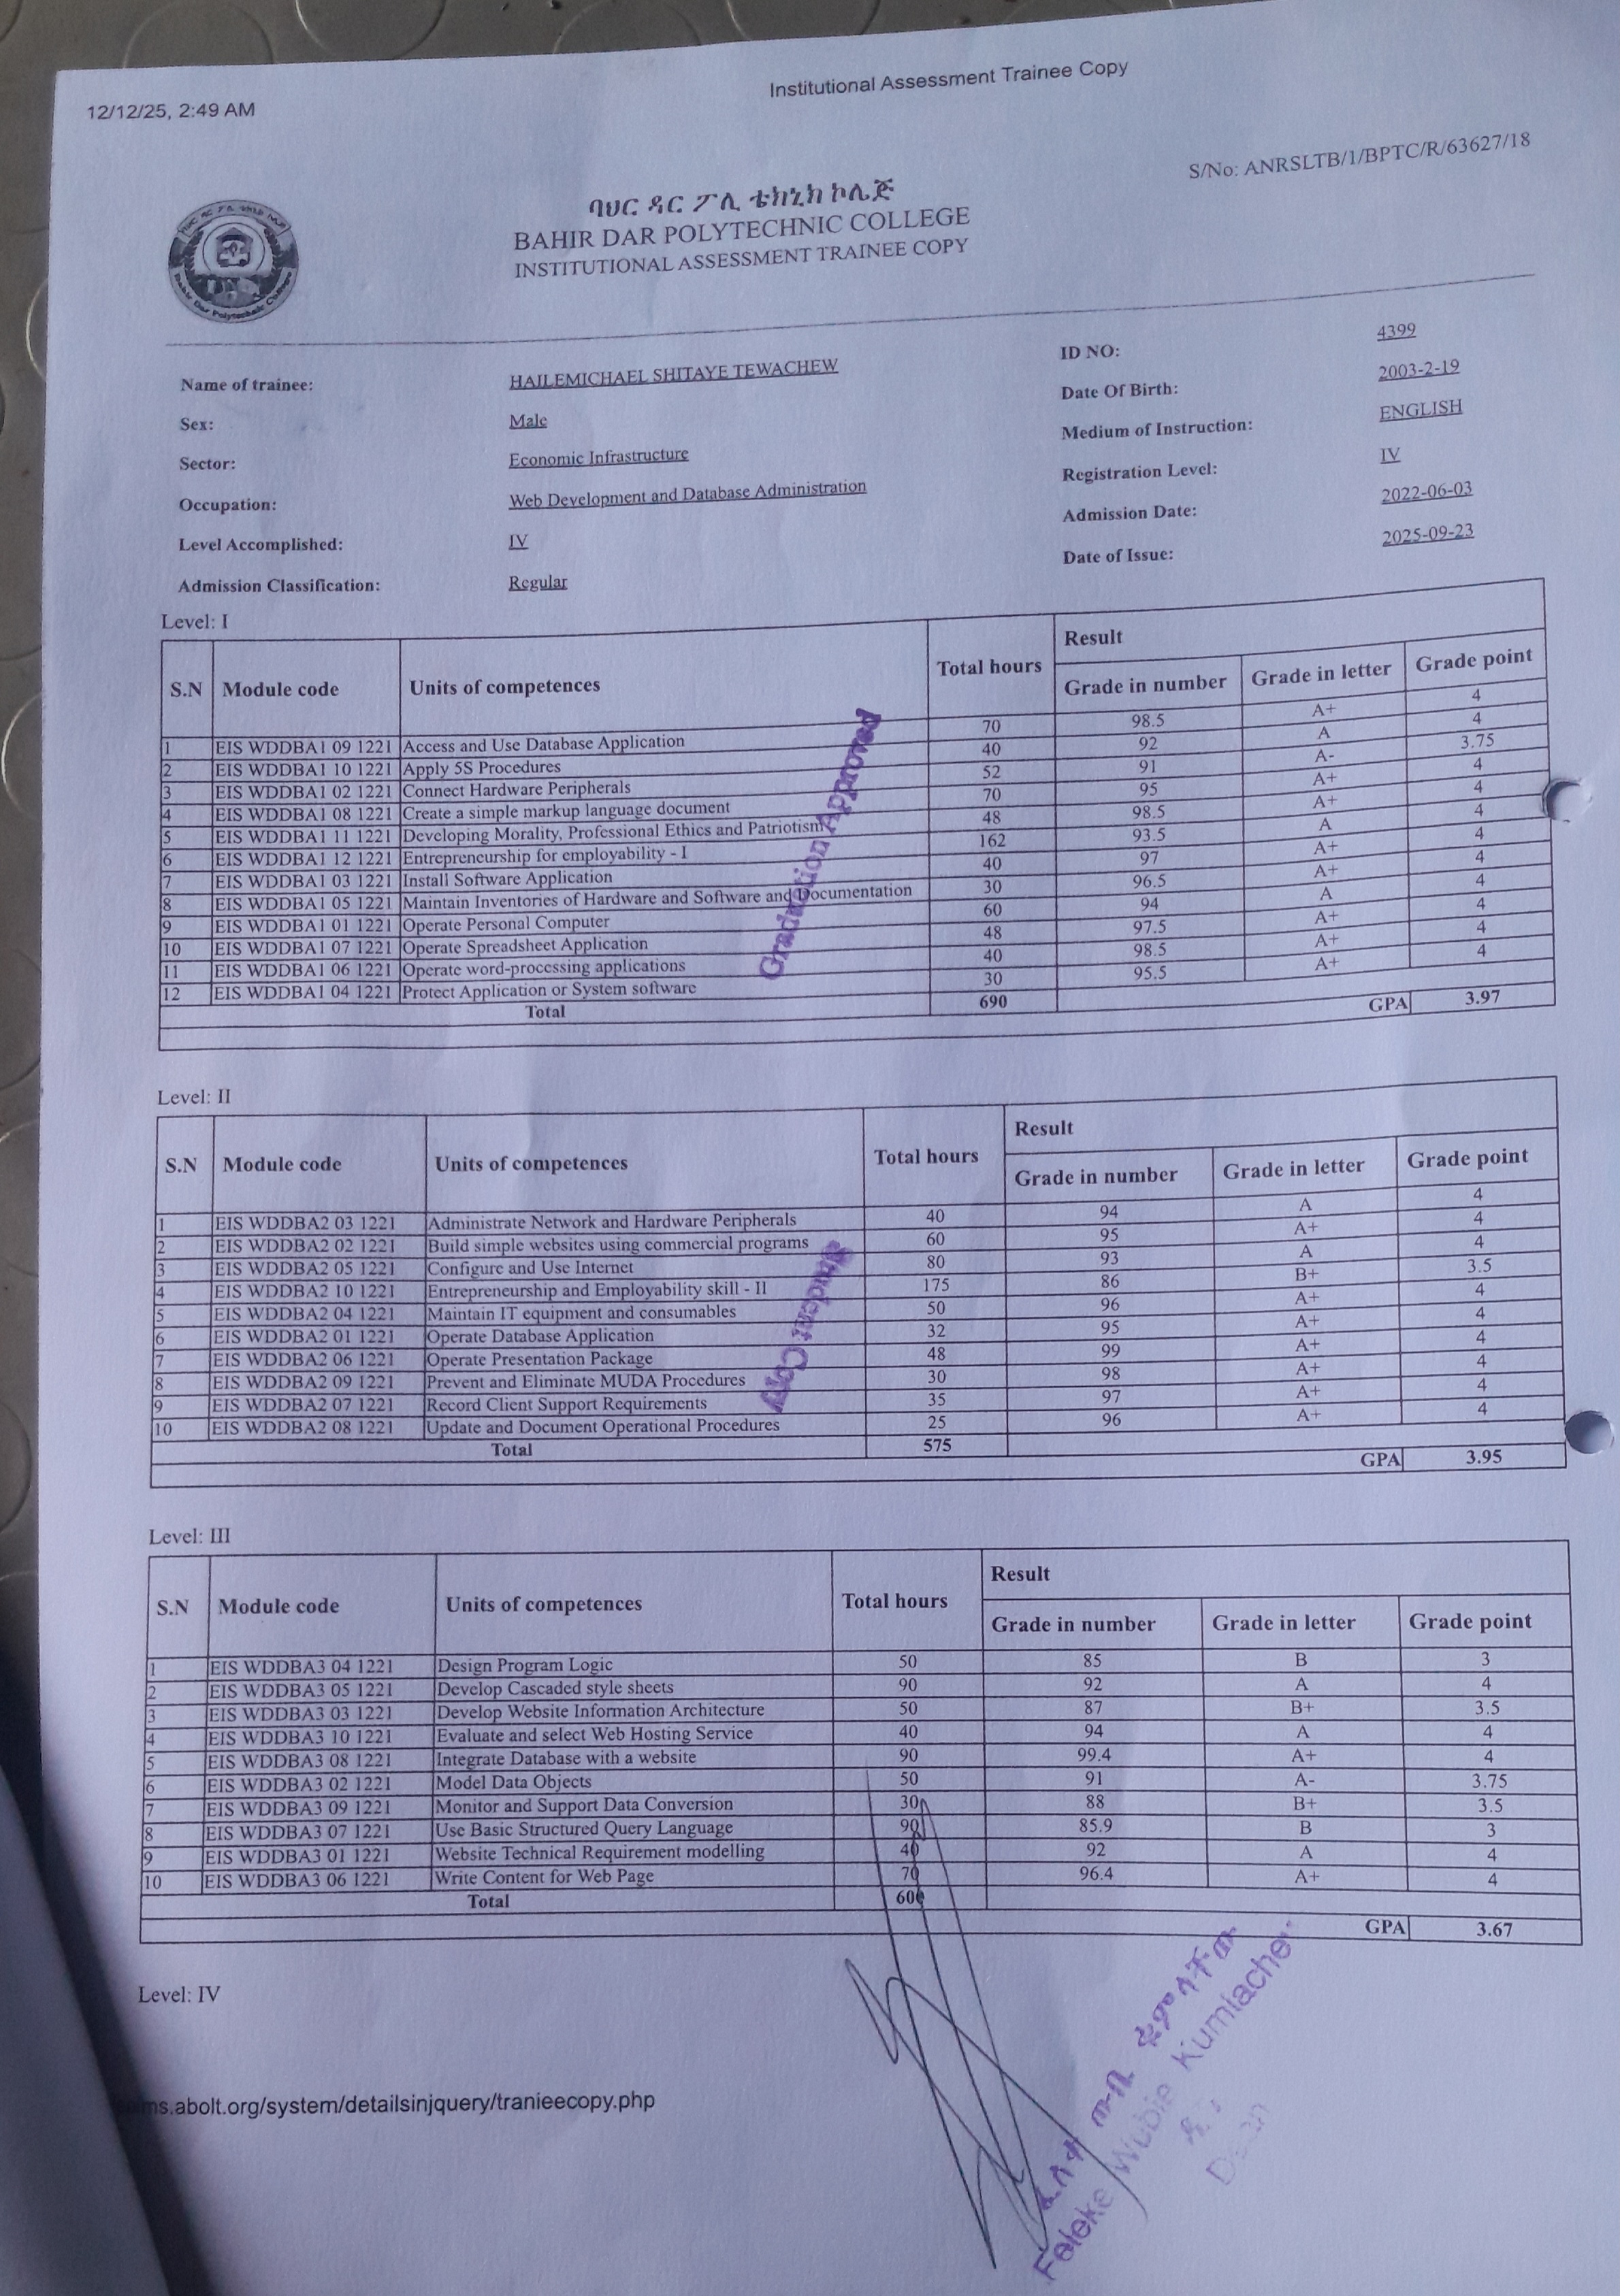 12/12/25, 2:49 AM
Institutional Assessment Trainee Copy
S/No: ANRSLTB/1/BPTC/R/63627/18
ባህር ዳር ፖሊ ቴክኒክ ኮሌጅ
BAHIR DAR POLYTECHNIC COLLEGE
INSTITUTIONAL ASSESSMENT TRAINEE COPY
Bahir Dar Polytechnic College
Name of trainee: HAILEMICHAEL SHITAYE TEWACHEW ID NO: 4399
Sex: Male Date Of Birth: 2003-2-19
Sector: Economic Infrastructure Medium of Instruction: ENGLISH
Occupation: Web Development and Database Administration Registration Level: IV
Level Accomplished: IV Admission Date: 2022-06-03
Admission Classification: Regular Date of Issue: 2025-09-23
Level: I
S.N Module code Units of competences Total hours Result
Grade in number Grade in letter Grade point
1 EIS WDDBA1 09 1221 Access and Use Database Application 70 98.5 A+ 4
2 EIS WDDBA1 10 1221 Apply 5S Procedures 40 92 A 4
3 EIS WDDBA1 02 1221 Connect Hardware Peripherals 52 91 A- 3.75
4 EIS WDDBA1 08 1221 Create a simple markup language document 70 95 A+ 4
5 EIS WDDBA1 11 1221 Developing Morality, Professional Ethics and Patriotism 48 98.5 A+ 4
6 EIS WDDBA1 12 1221 Entrepreneurship for employability - I 162 93.5 A 4
7 EIS WDDBA1 03 1221 Install Software Application 40 97 A+ 4
8 EIS WDDBA1 05 1221 Maintain Inventories of Hardware and Software and Documentation 30 96.5 A+ 4
9 EIS WDDBA1 01 1221 Operate Personal Computer 60 94 A 4
10 EIS WDDBA1 07 1221 Operate Spreadsheet Application 48 97.5 A+ 4
11 EIS WDDBA1 06 1221 Operate word-processing applications 40 98.5 A+ 4
12 EIS WDDBA1 04 1221 Protect Application or System software 30 95.5 A+ 4
Total 690
GPA 3.97
Graduation Approved
Level: II
S.N Module code Units of competences Total hours Result
Grade in number Grade in letter Grade point
1 EIS WDDBA2 03 1221 Administrate Network and Hardware Peripherals 40 94 A 4
2 EIS WDDBA2 02 1221 Build simple websites using commercial programs 60 95 A+ 4
3 EIS WDDBA2 05 1221 Configure and Use Internet 80 93 A 4
4 EIS WDDBA2 10 1221 Entrepreneurship and Employability skill - II 175 86 B+ 3.5
5 EIS WDDBA2 04 1221 Maintain IT equipment and consumables 50 96 A+ 4
6 EIS WDDBA2 01 1221 Operate Database Application 32 95 A+ 4
7 EIS WDDBA2 06 1221 Operate Presentation Package 48 99 A+ 4
8 EIS WDDBA2 09 1221 Prevent and Eliminate MUDA Procedures 30 98 A+ 4
9 EIS WDDBA2 07 1221 Record Client Support Requirements 35 97 A+ 4
10 EIS WDDBA2 08 1221 Update and Document Operational Procedures 25 96 A+ 4
Total 575
GPA 3.95
Student Copy
Level: III
S.N Module code Units of competences Total hours Result
Grade in number Grade in letter Grade point
1 EIS WDDBA3 04 1221 Design Program Logic 50 85 B 3
2 EIS WDDBA3 05 1221 Develop Cascaded style sheets 90 92 A 4
3 EIS WDDBA3 03 1221 Develop Website Information Architecture 50 87 B+ 3.5
4 EIS WDDBA3 10 1221 Evaluate and select Web Hosting Service 40 94 A 4
5 EIS WDDBA3 08 1221 Integrate Database with a website 90 99.4 A+ 4
6 EIS WDDBA3 02 1221 Model Data Objects 50 91 A- 3.75
7 EIS WDDBA3 09 1221 Monitor and Support Data Conversion 30 88 B+ 3.5
8 EIS WDDBA3 07 1221 Use Basic Structured Query Language 90 85.9 B 3
9 EIS WDDBA3 01 1221 Website Technical Requirement modelling 40 92 A 4
10 EIS WDDBA3 06 1221 Write Content for Web Page 70 96.4 A+ 4
Total 600
GPA 3.67
Level: IV
ፈለቀ ውቤ ቁምላቸው
Feleke Wubie Kumlachew
ዲን
Dean
ms.abolt.org/system/detailsinjquery/tranieecopy.php